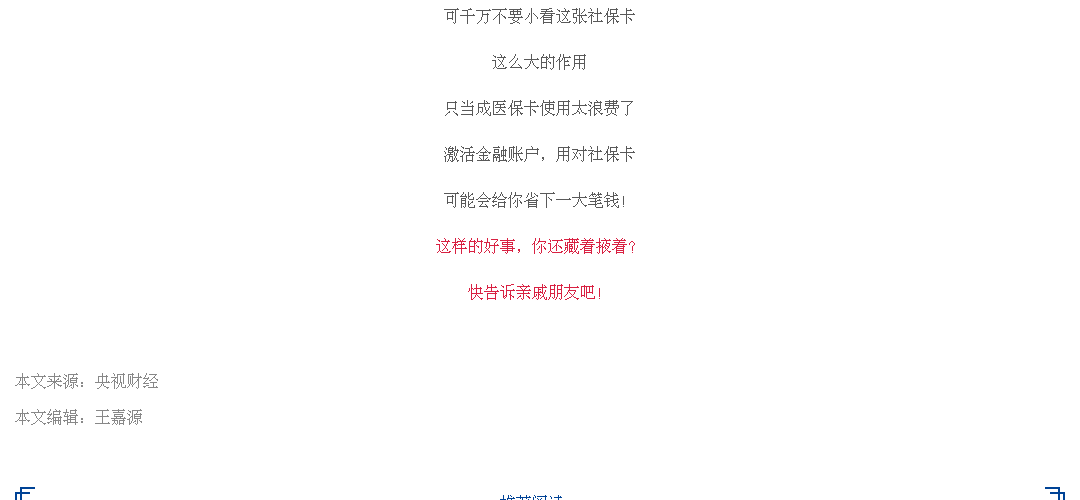 可千万不要小看这张社保卡
这么大的作用
只当成医保卡使用太浪费了
激活金融账户，用对社保卡
可能会给你省下一大笔钱！
这样的好事，你还藏着掖着？
快告诉亲戚朋友吧！
本文来源：央视财经
本文编辑：王嘉源
推荐阅读